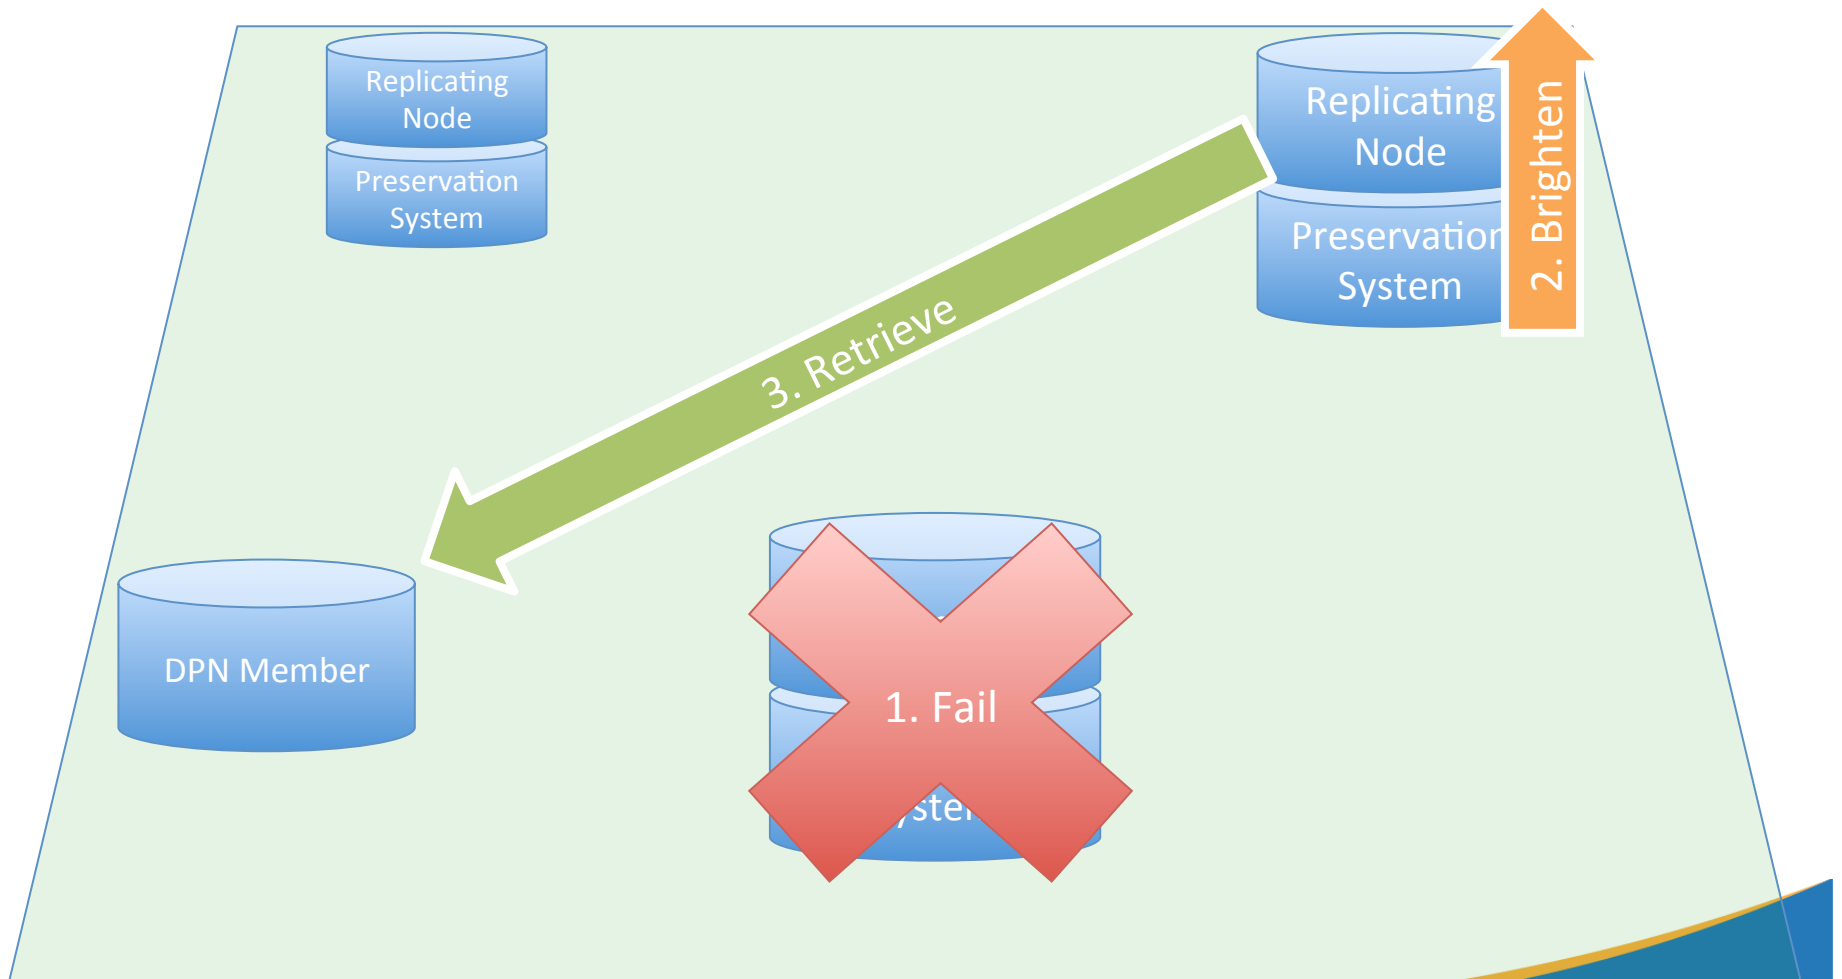 Replicating
Node
Preservation
System
Replicating
Node
Preservation
System
2. Brighten
3. Retrieve
DPN Member
1. Fail